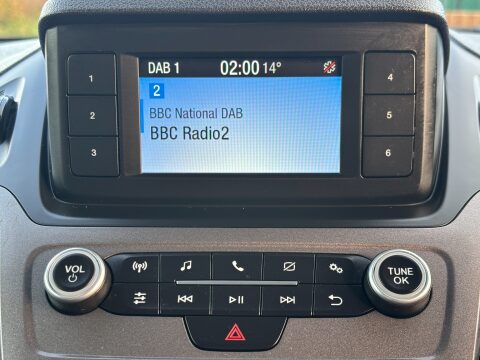 DAB 1 02:00 14°
2
BBC National DAB
BBC Radio2
1
2
3
4
5
6
VOL
TUNE
OK